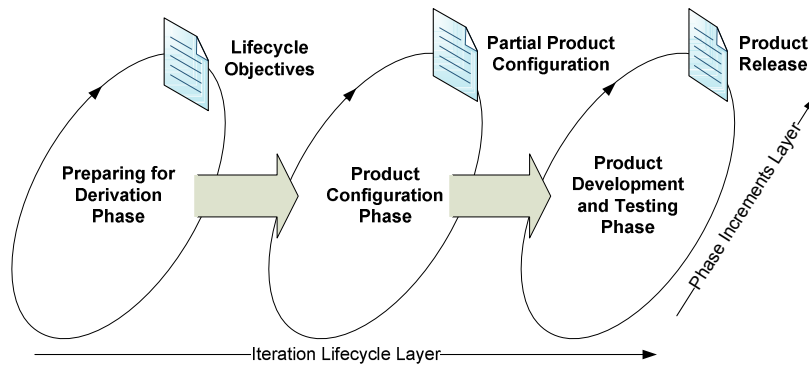 Lifecycle
Objectives
Partial Product
Configuration
Product
Release
Preparing for
Derivation
Phase
Product
Configuration
Phase
Product
Development
and Testing
Phase
Phase Increments Layer
Iteration Lifecycle Layer